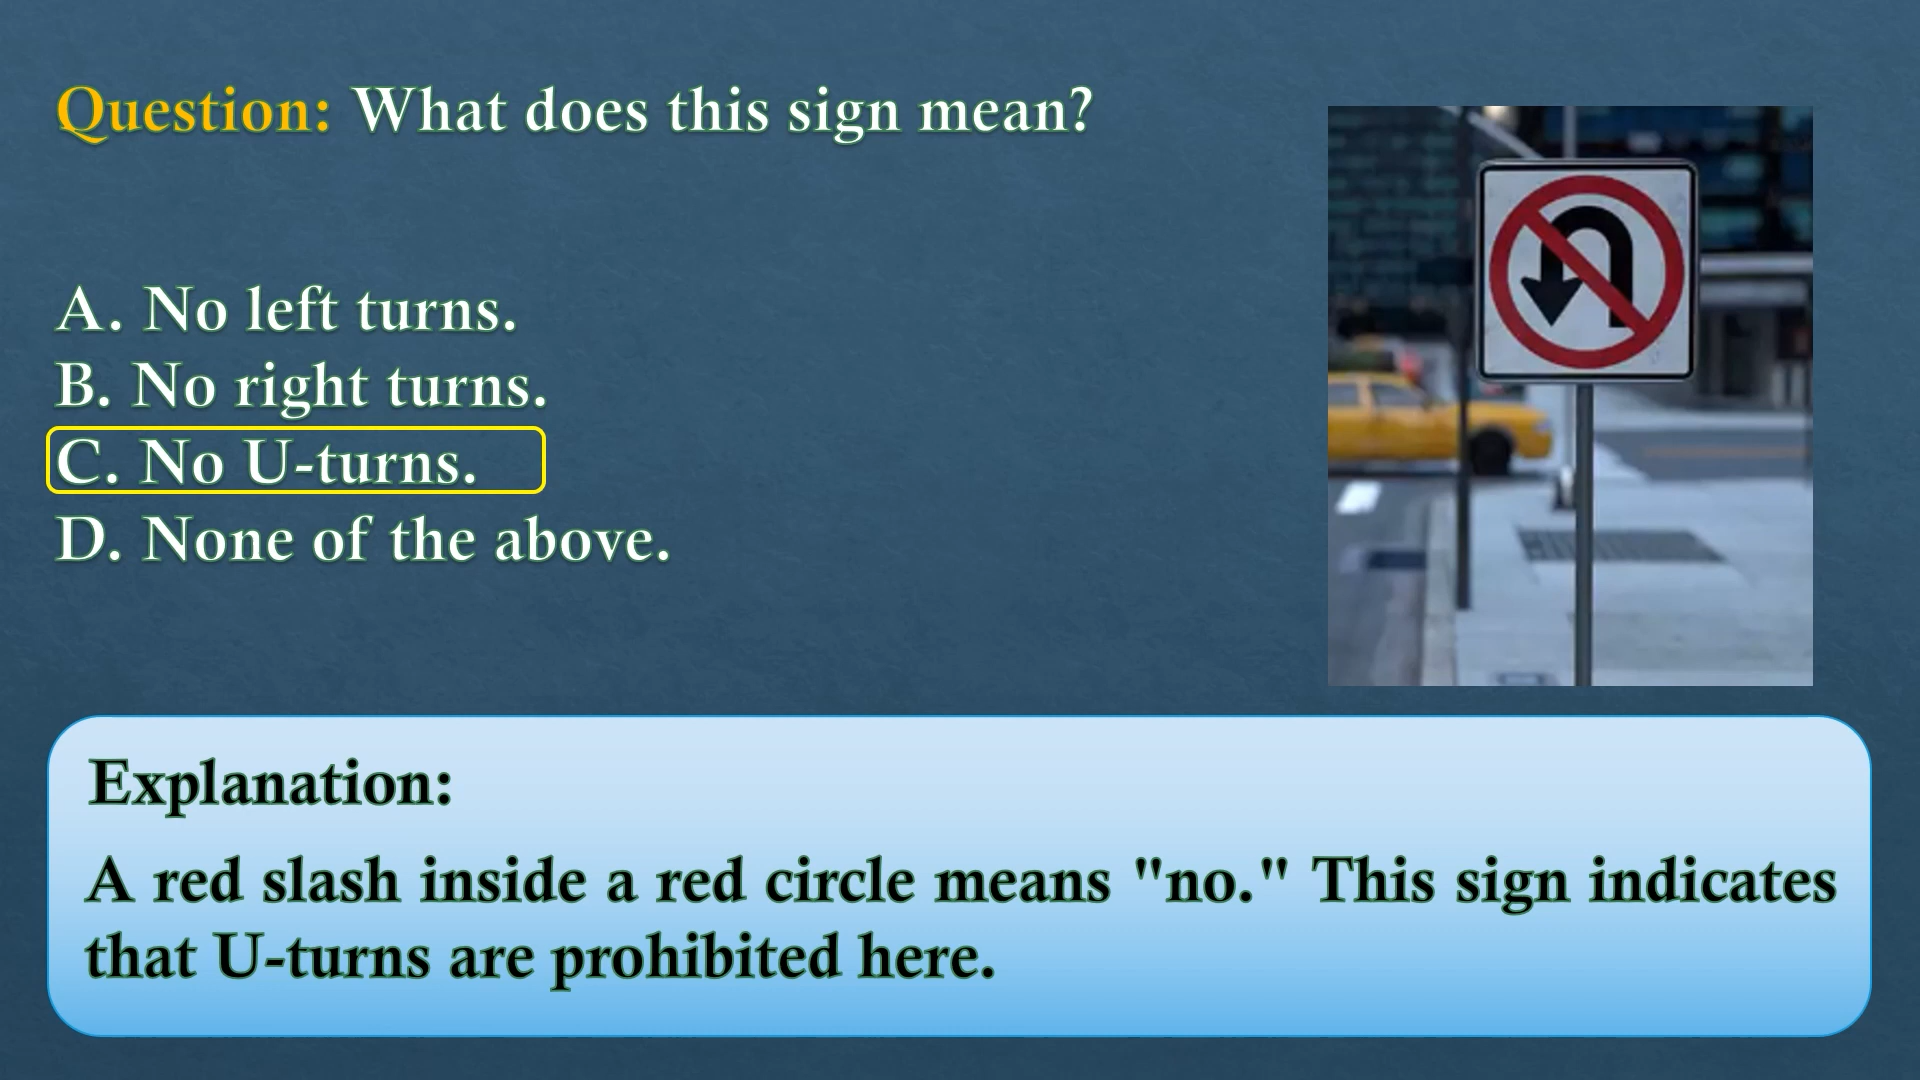 Question: What does this sign mean?
A. No left turns.
B. No right turns.
C. No U-turns.
D. None of the above.
Explanation:
A red slash inside a red circle means "no." This sign indicates
that U-turns are prohibited here.